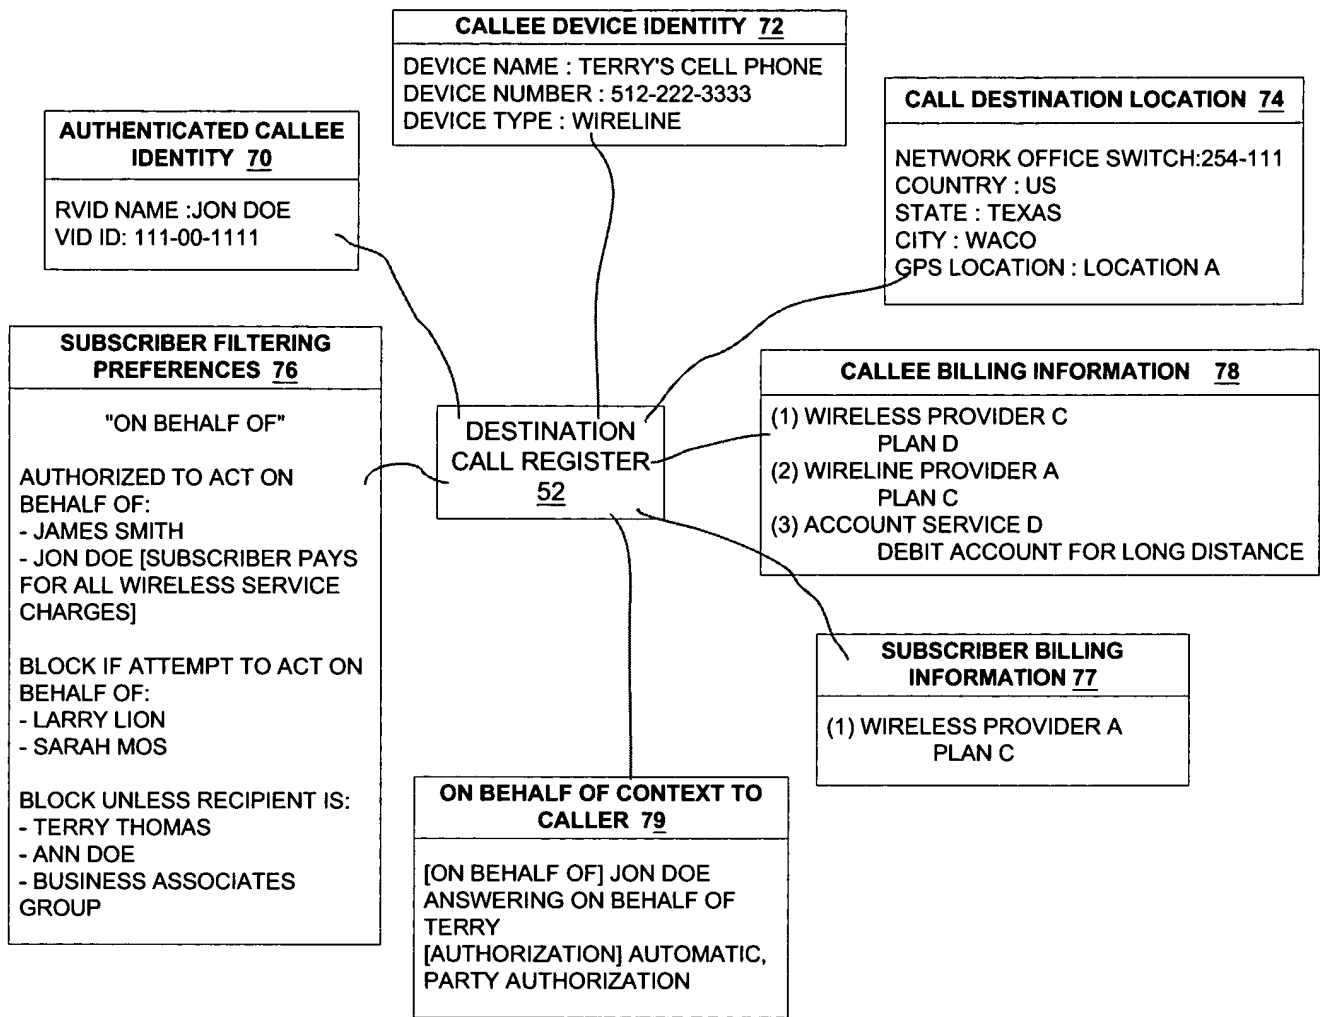 CALLEE DEVICE IDENTITY 72
DEVICE NAME : TERRY'S CELL PHONE
DEVICE NUMBER : 512-222-3333
DEVICE TYPE : WIRELINE
CALL DESTINATION LOCATION 74
NETWORK OFFICE SWITCH:254-111
COUNTRY : US
STATE : TEXAS
CITY : WACO
GPS LOCATION : LOCATION A
AUTHENTICATED CALLEE
IDENTITY 70
RVID NAME :JON DOE
VID ID: 111-00-1111
SUBSCRIBER FILTERING
PREFERENCES 76
"ON BEHALF OF"
AUTHORIZED TO ACT ON
BEHALF OF:
- JAMES SMITH
- JON DOE [SUBSCRIBER PAYS
FOR ALL WIRELESS SERVICE
CHARGES]
BLOCK IF ATTEMPT TO ACT ON
BEHALF OF:
- LARRY LION
- SARAH MOS
BLOCK UNLESS RECIPIENT IS:
- TERRY THOMAS
- ANN DOE
- BUSINESS ASSOCIATES
GROUP
DESTINATION
CALL REGISTER
52
CALLEE BILLING INFORMATION 78
(1) WIRELESS PROVIDER C
PLAN D
(2) WIRELINE PROVIDER A
PLAN C
(3) ACCOUNT SERVICE D
DEBIT ACCOUNT FOR LONG DISTANCE
SUBSCRIBER BILLING
INFORMATION 77
(1) WIRELESS PROVIDER A
PLAN C
ON BEHALF OF CONTEXT TO
CALLER 79
[ON BEHALF OF] JON DOE
ANSWERING ON BEHALF OF
TERRY
[AUTHORIZATION] AUTOMATIC,
PARTY AUTHORIZATION